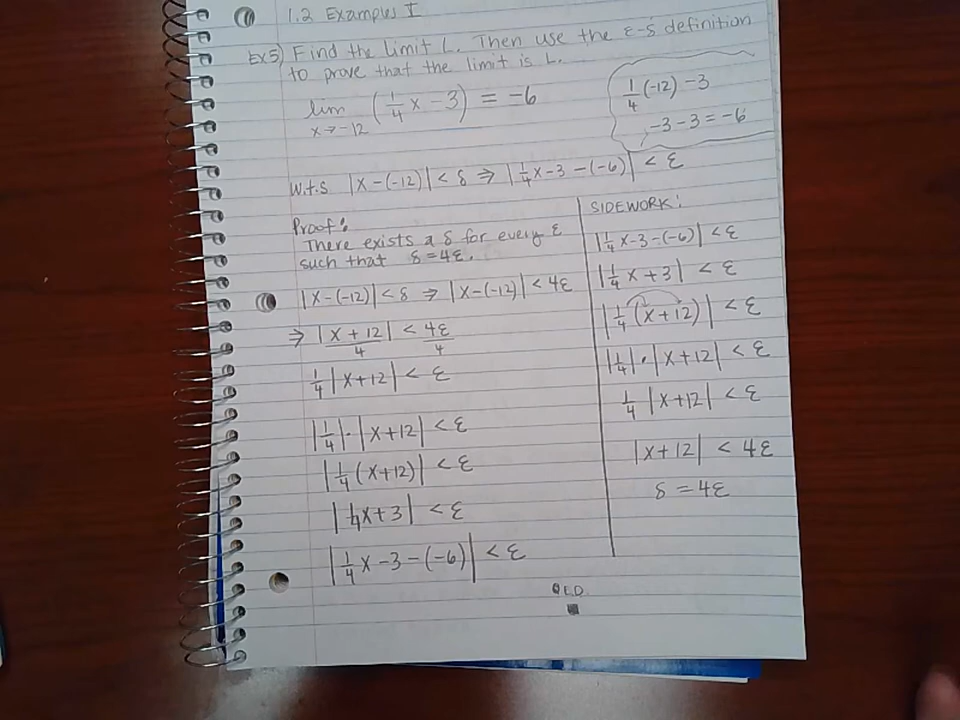 1.2 Examples I
Ex5) Find the limit L. Then use the ε-δ definition
to prove that the limit is L.
lim (1/4 x - 3) = -6
x→-12
1/4 (-12) - 3
-3 - 3 = -6
W.t.s |x-(-12)| < δ ⇒ |1/4 x - 3 - (-6)| < ε
Proof:
There exists a δ for every ε
such that δ = 4ε.
|x-(-12)| < δ ⇒ |x-(-12)| < 4ε
⇒ |x + 12|/4 < 4ε/4
1/4 |x+12| < ε
|1/4| · |x+12| < ε
|1/4 (x+12)| < ε
|1/4 x + 3| < ε
|1/4 x - 3 - (-6)| < ε
SIDEWORK:
|1/4 x - 3 - (-6)| < ε
|1/4 x + 3| < ε
|1/4 (x + 12)| < ε
|1/4| · |x + 12| < ε
1/4 |x+12| < ε
|x+12| < 4ε
δ = 4ε
QED